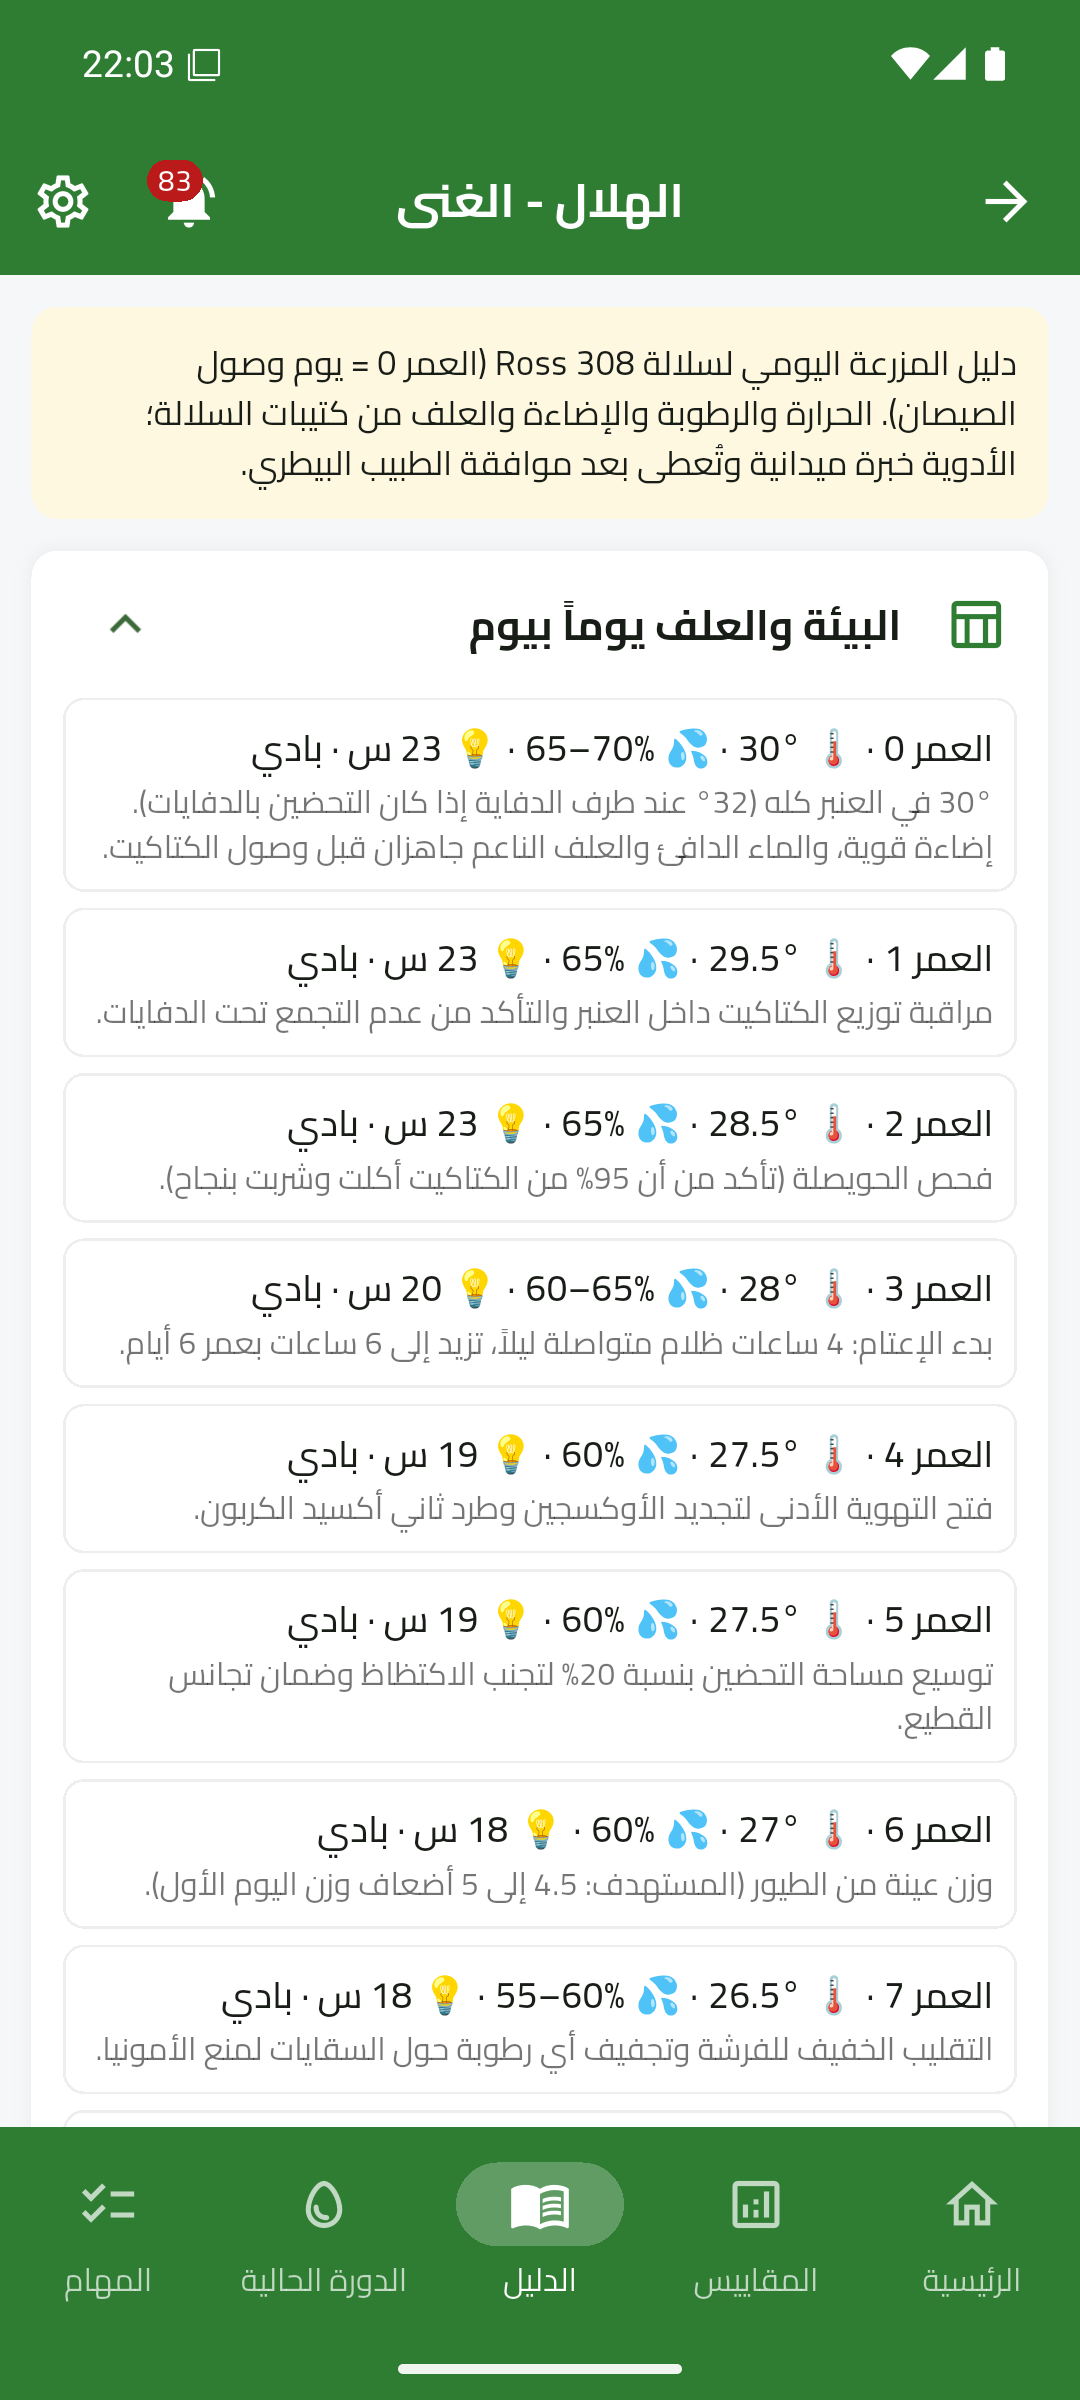 22:03
الهلال - الغنى
83
دليل المزرعة اليومي لسلالة Ross 308 (العمر 0 = يوم وصول
الصيصان). الحرارة والرطوبة والإضاءة والعلف من كتيبات السلالة؛
الأدوية خبرة ميدانية وتُعطى بعد موافقة الطبيب البيطري.
البيئة والعلف يوماً بيوم
العمر 0 · 🌡️ 30° · 💦 65–70% · 💡 23 س · بادي
30° في العنبر كله (32° عند طرف الدفاية إذا كان التحضين بالدفايات).
إضاءة قوية، والماء الدافئ والعلف الناعم جاهزان قبل وصول الكتاكيت.
العمر 1 · 🌡️ 29.5° · 💦 65% · 💡 23 س · بادي
مراقبة توزيع الكتاكيت داخل العنبر والتأكد من عدم التجمع تحت الدفايات.
العمر 2 · 🌡️ 28.5° · 💦 65% · 💡 23 س · بادي
فحص الحويصلة (تأكد من أن 95% من الكتاكيت أكلت وشربت بنجاح).
العمر 3 · 🌡️ 28° · 💦 60–65% · 💡 20 س · بادي
بدء الإعتام: 4 ساعات ظلام متواصلة ليلاً، تزيد إلى 6 ساعات بعمر 6 أيام.
العمر 4 · 🌡️ 27.5° · 💦 60% · 💡 19 س · بادي
فتح التهوية الأدنى لتجديد الأوكسجين وطرد ثاني أكسيد الكربون.
العمر 5 · 🌡️ 27.5° · 💦 60% · 💡 19 س · بادي
توسيع مساحة التحضين بنسبة 20% لتجنب الاكتظاظ وضمان تجانس
القطيع.
العمر 6 · 🌡️ 27° · 💦 60% · 💡 18 س · بادي
وزن عينة من الطيور (المستهدف: 4.5 إلى 5 أضعاف وزن اليوم الأول).
العمر 7 · 🌡️ 26.5° · 💦 55–60% · 💡 18 س · بادي
التقليب الخفيف للفرشة وتجفيف أي رطوبة حول السقايات لمنع الأمونيا.
الرئيسية
المقاييس
الدليل
الدورة الحالية
المهام